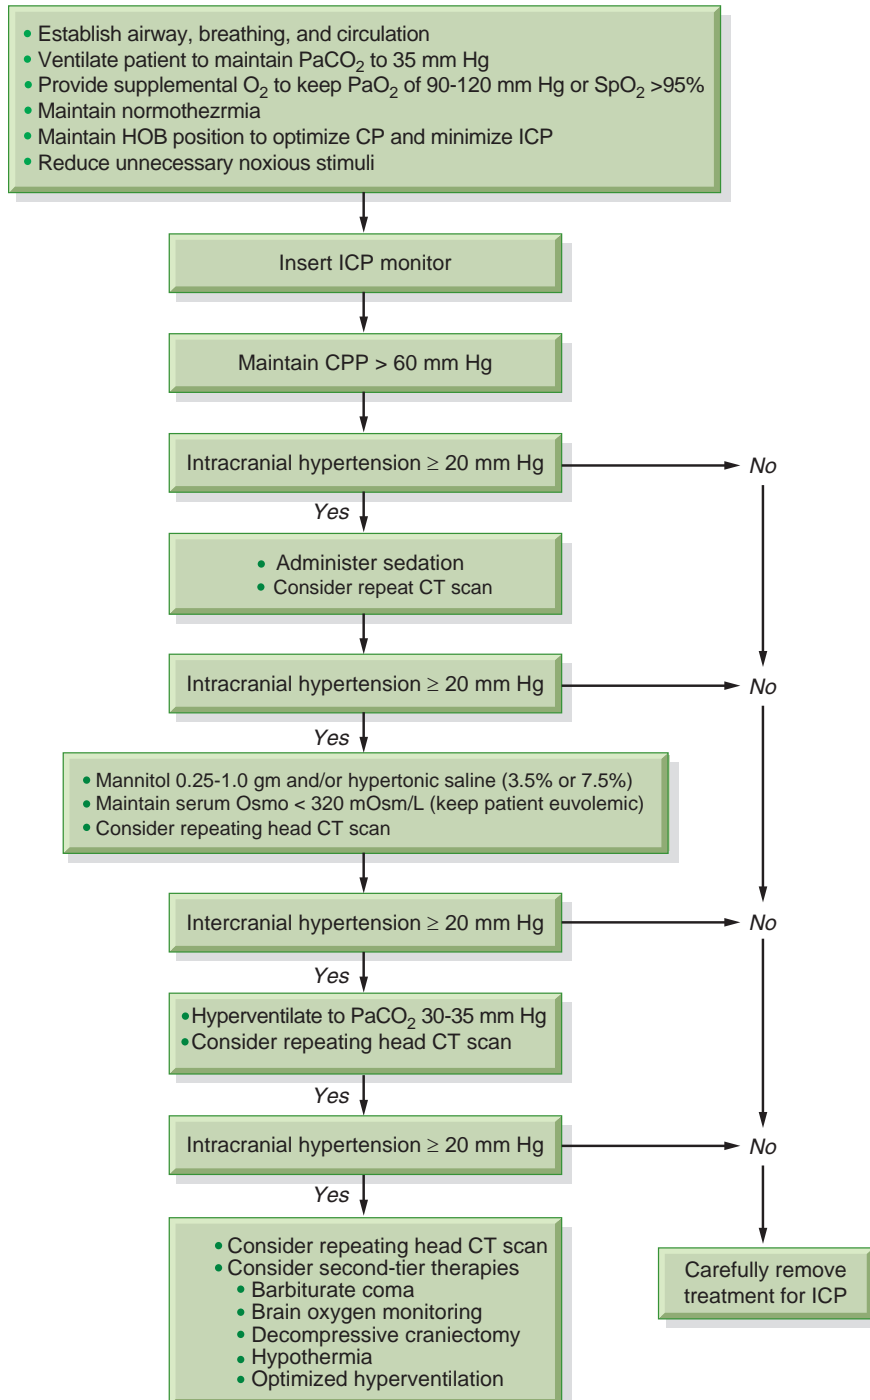 • Establish airway, breathing, and circulation
• Ventilate patient to maintain PaCO2 to 35 mm Hg
• Provide supplemental O2 to keep PaO2 of 90-120 mm Hg or SpO2 >95%
• Maintain normothezrmia
• Maintain HOB position to optimize CP and minimize ICP
• Reduce unnecessary noxious stimuli
Insert ICP monitor
Maintain CPP > 60 mm Hg
Intracranial hypertension ≥ 20 mm Hg
No
Yes
• Administer sedation
• Consider repeat CT scan
Intracranial hypertension ≥ 20 mm Hg
No
Yes
• Mannitol 0.25-1.0 gm and/or hypertonic saline (3.5% or 7.5%)
• Maintain serum Osmo < 320 mOsm/L (keep patient euvolemic)
• Consider repeating head CT scan
Intercranial hypertension ≥ 20 mm Hg
No
Yes
• Hyperventilate to PaCO2 30-35 mm Hg
• Consider repeating head CT scan
Yes
Intracranial hypertension ≥ 20 mm Hg
No
Yes
• Consider repeating head CT scan
• Consider second-tier therapies
• Barbiturate coma
• Brain oxygen monitoring
• Decompressive craniectomy
• Hypothermia
• Optimized hyperventilation
Carefully remove
treatment for ICP